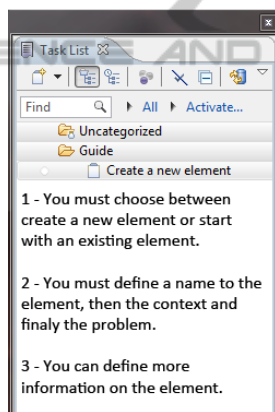 ENCE AND
Task List
Find All Activate...
Uncategorized
Guide
Create a new element
1 - You must choose between
create a new element or start
with an existing element.
2 - You must define a name to the
element, then the context and
finaly the problem.
3 - You can define more
information on the element.